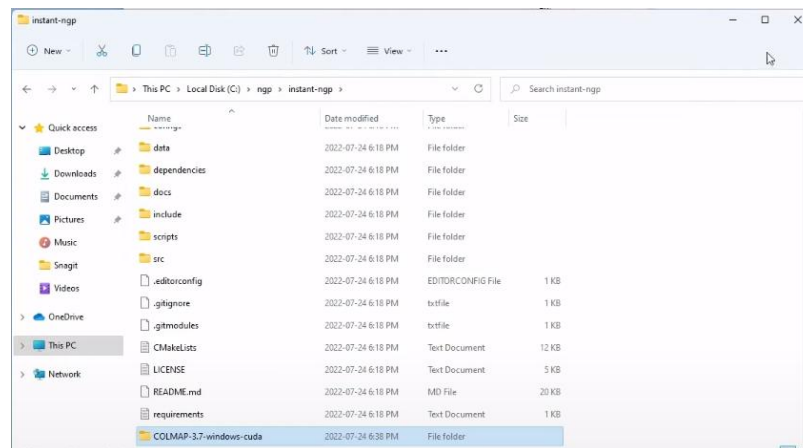 instant-ngp
New
Sort
View
This PC > Local Disk (C:) > ngp > instant-ngp >
Search instant-ngp
Name Date modified Type Size
Quick access
Desktop
Downloads
Documents
Pictures
Music
Snagit
Videos
OneDrive
This PC
Network
data 2022-07-24 6:18 PM File folder
dependencies 2022-07-24 6:18 PM File folder
docs 2022-07-24 6:18 PM File folder
include 2022-07-24 6:18 PM File folder
scripts 2022-07-24 6:18 PM File folder
src 2022-07-24 6:18 PM File folder
.editorconfig 2022-07-24 6:18 PM EDITORCONFIG File 1 KB
.gitignore 2022-07-24 6:18 PM txtfile 1 KB
.gitmodules 2022-07-24 6:18 PM txtfile 1 KB
CMakeLists 2022-07-24 6:18 PM Text Document 12 KB
LICENSE 2022-07-24 6:18 PM Text Document 5 KB
README.md 2022-07-24 6:18 PM MD File 20 KB
requirements 2022-07-24 6:18 PM Text Document 1 KB
COLMAP-3.7-windows-cuda 2022-07-24 6:38 PM File folder